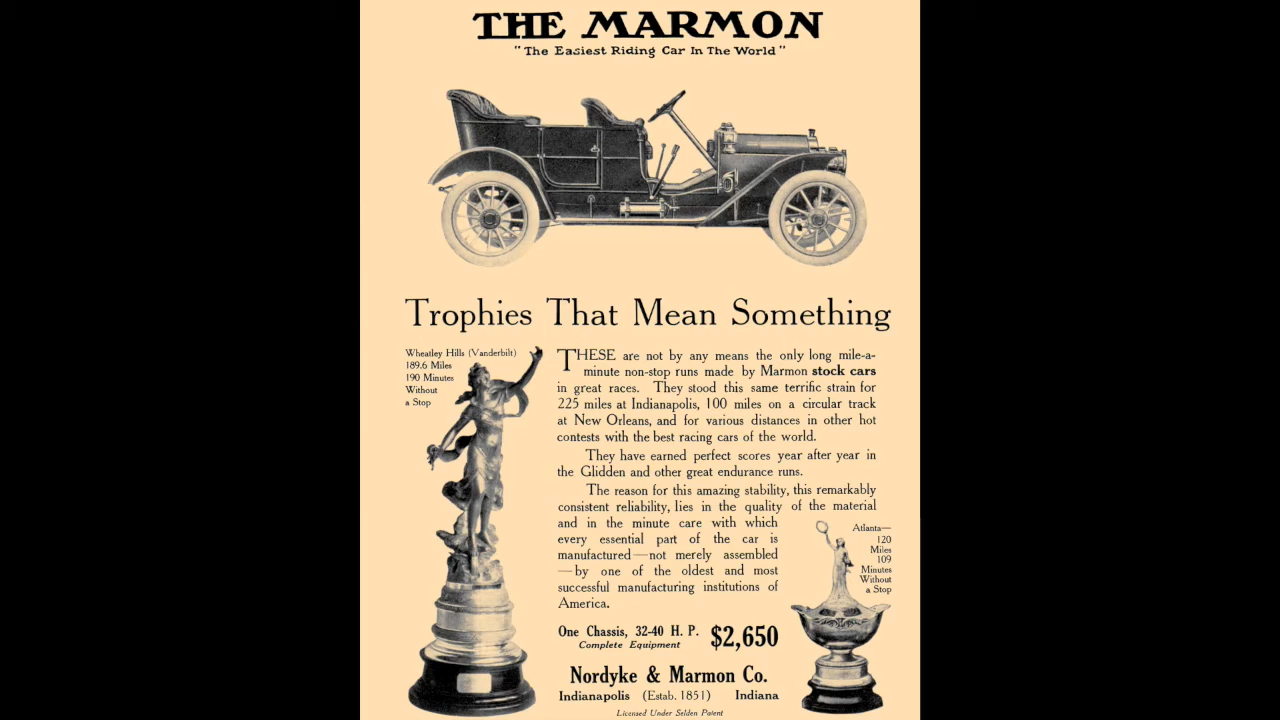 THE MARMON
"The Easiest Riding Car In The World"
Trophies That Mean Something
Wheatley Hills (Vanderbilt)
189.6 Miles
190 Minutes
Without
a Stop
THESE are not by any means the only long mile-a-
minute non-stop runs made by Marmon stock cars
in great races. They stood this same terrific strain for
225 miles at Indianapolis, 100 miles on a circular track
at New Orleans, and for various distances in other hot
contests with the best racing cars of the world.
They have earned perfect scores year after year in
the Glidden and other great endurance runs.
The reason for this amazing stability, this remarkably
consistent reliability, lies in the quality of the material
and in the minute care with which
every essential part of the car is
manufactured—not merely assembled
—by one of the oldest and most
successful manufacturing institutions of
America.
Atlanta—
120
Miles
109
Minutes
Without
a Stop
One Chassis, 32-40 H. P. $2,650
Complete Equipment
Nordyke & Marmon Co.
Indianapolis (Estab. 1851) Indiana
Licensed Under Selden Patent